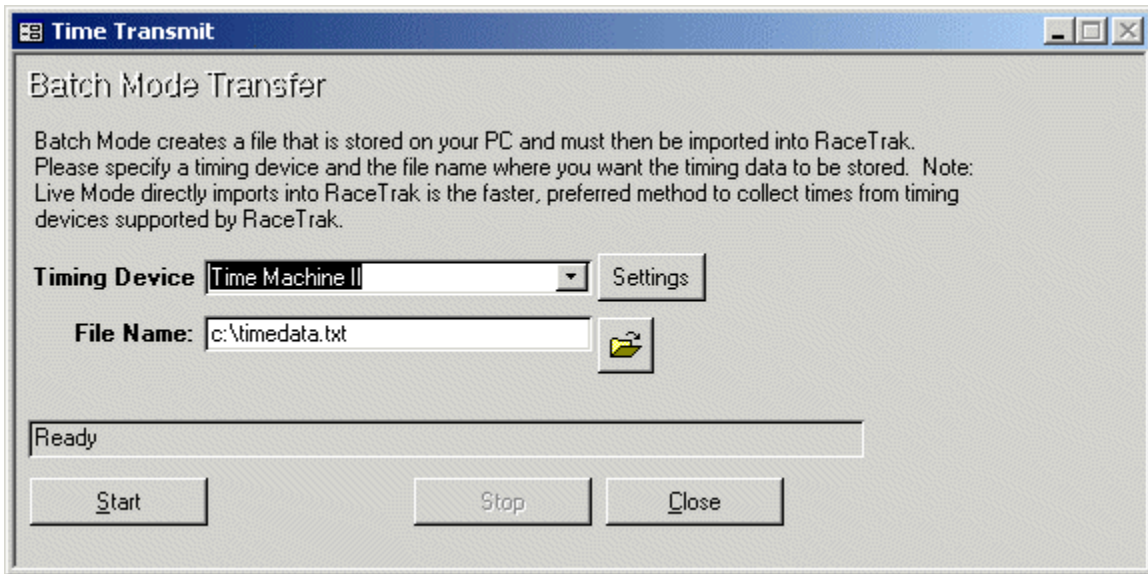 Time Transmit
Batch Mode Transfer
Batch Mode creates a file that is stored on your PC and must then be imported into RaceTrak.
Please specify a timing device and the file name where you want the timing data to be stored.  Note:
Live Mode directly imports into RaceTrak is the faster, preferred method to collect times from timing
devices supported by RaceTrak.
Timing Device Time Machine II Settings
File Name: c:\timedata.txt
Ready
Start Stop Close